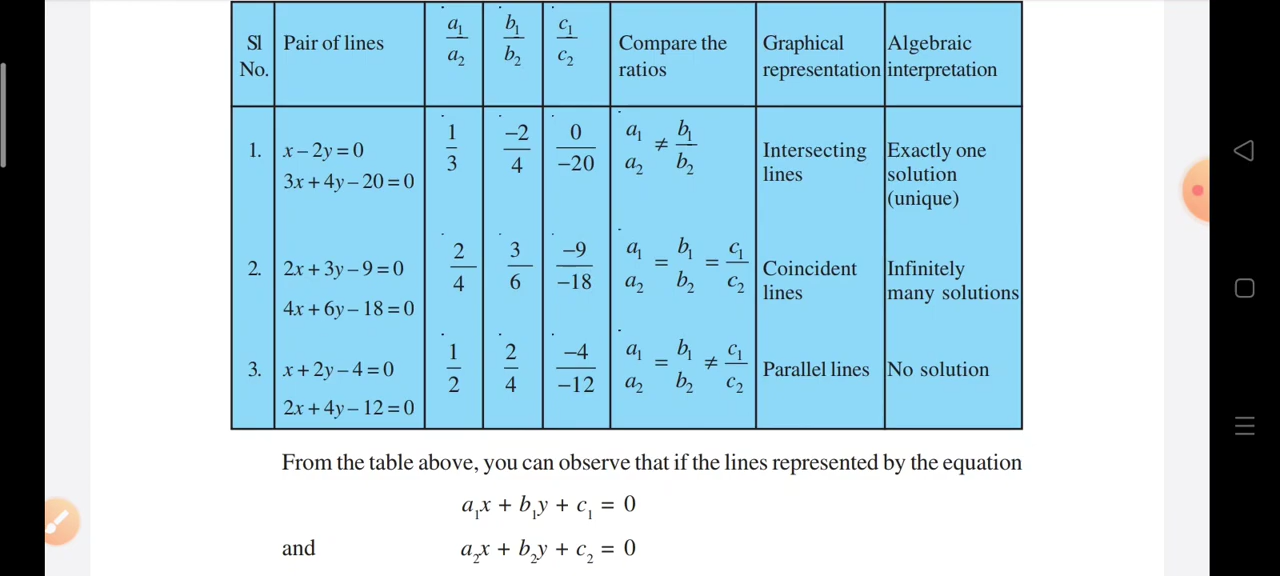 Sl No. Pair of lines a₁/a₂ b₁/b₂ c₁/c₂ Compare the ratios Graphical representation Algebraic interpretation
1. x – 2y = 0 1/3 –2/4 0/–20 a₁/a₂ ≠ b₁/b₂ Intersecting lines Exactly one solution (unique)
3x + 4y – 20 = 0
2. 2x + 3y – 9 = 0 2/4 3/6 –9/–18 a₁/a₂ = b₁/b₂ = c₁/c₂ Coincident lines Infinitely many solutions
4x + 6y – 18 = 0
3. x + 2y – 4 = 0 1/2 2/4 –4/–12 a₁/a₂ = b₁/b₂ ≠ c₁/c₂ Parallel lines No solution
2x + 4y – 12 = 0
From the table above, you can observe that if the lines represented by the equation
a₁x + b₁y + c₁ = 0
and a₂x + b₂y + c₂ = 0